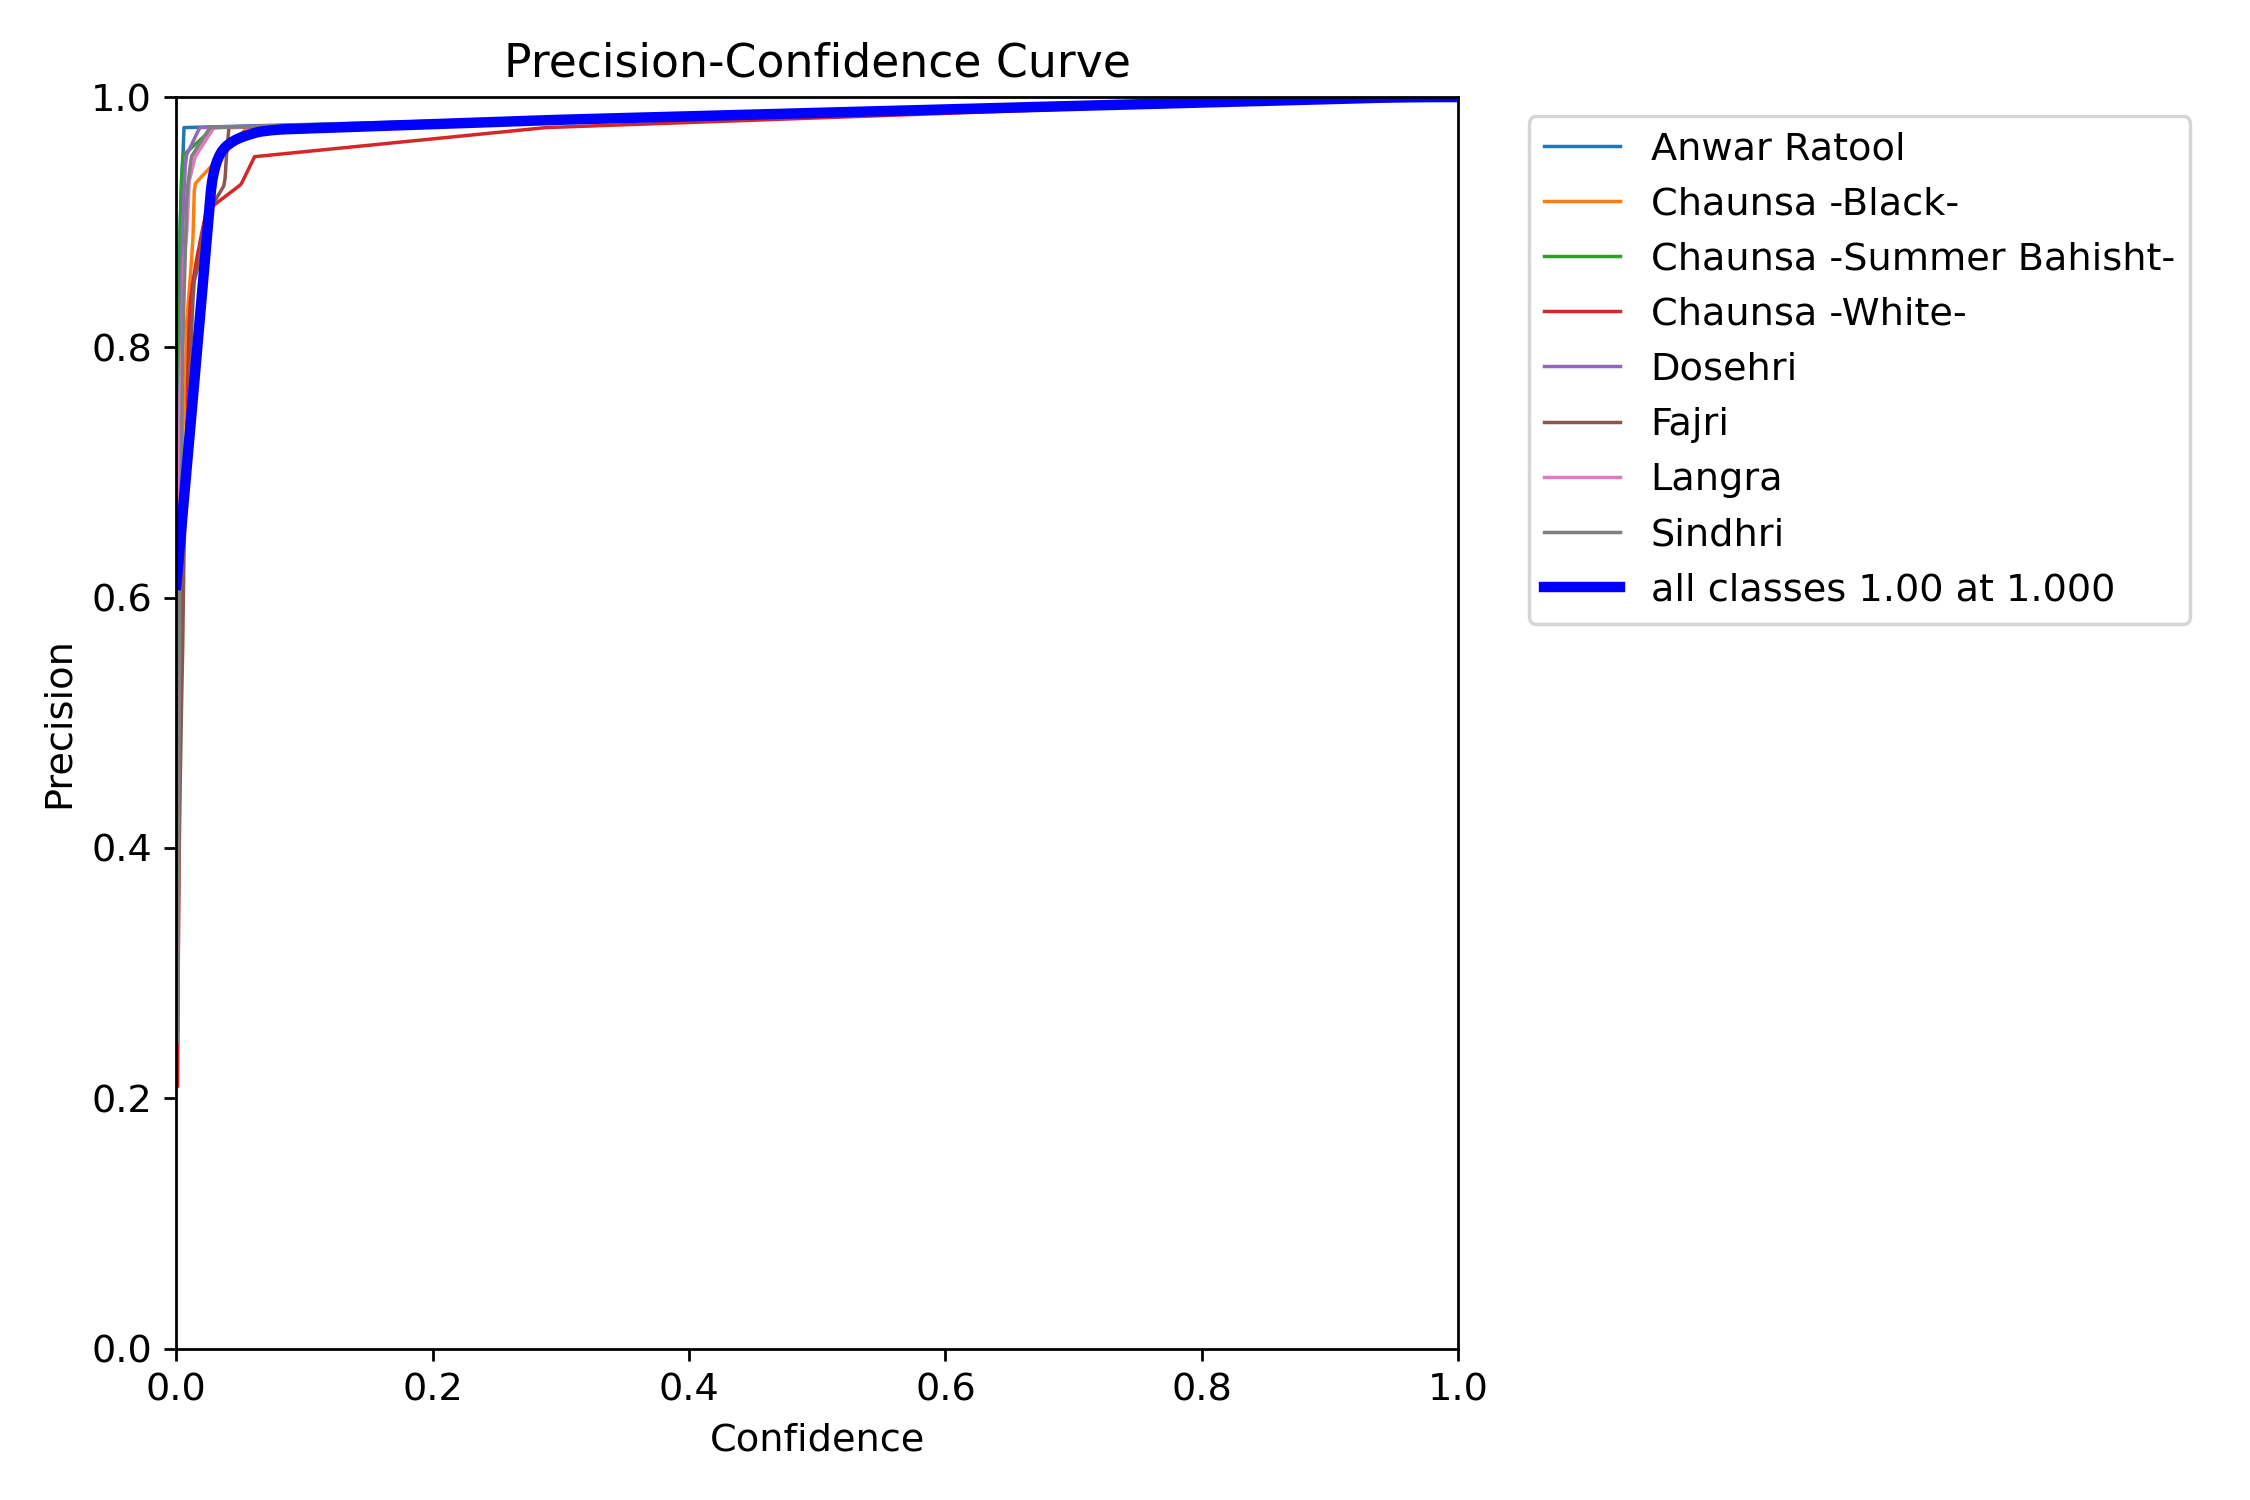 Precision-Confidence Curve
1.0
0.8
0.6
0.4
0.2
0.0
Precision
0.0 0.2 0.4 0.6 0.8 1.0
Confidence
Anwar Ratool
Chaunsa -Black-
Chaunsa -Summer Bahisht-
Chaunsa -White-
Dosehri
Fajri
Langra
Sindhri
all classes 1.00 at 1.000